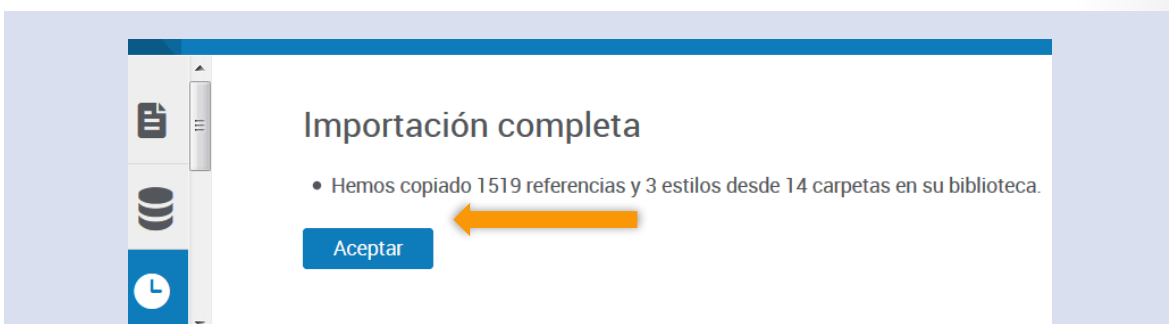 Importación completa
• Hemos copiado 1519 referencias y 3 estilos desde 14 carpetas en su biblioteca.
Aceptar